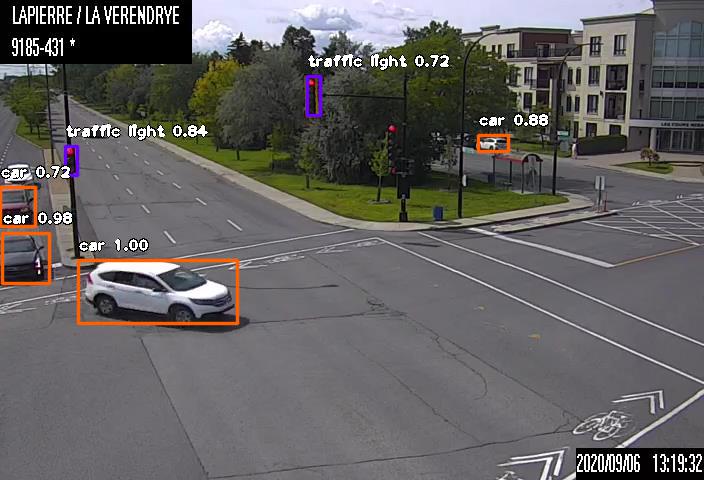 LAPIERRE / LA VERENDRYE
9185-431 *
traffic light 0.72
car 0.88
traffic light 0.84
car 0.72
car 0.98
car 1.00
2020/09/06 13:19:32